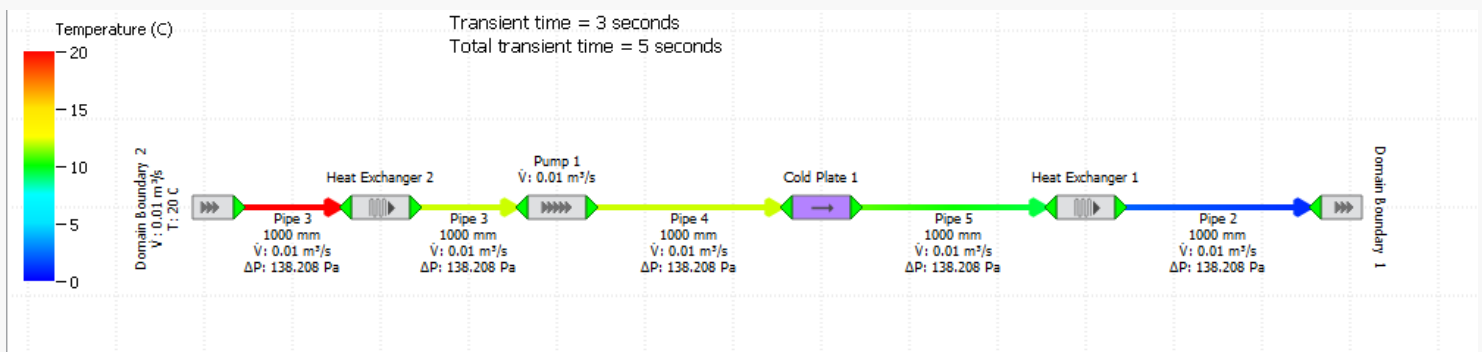 Temperature (C)
20
15
10
5
0
Transient time = 3 seconds
Total transient time = 5 seconds
Domain Boundary 2
V̇: 0.01 m³/s
T: 20 C
Pipe 3
1000 mm
V̇: 0.01 m³/s
ΔP: 138.208 Pa
Heat Exchanger 2
Pipe 3
1000 mm
V̇: 0.01 m³/s
ΔP: 138.208 Pa
Pump 1
V̇: 0.01 m³/s
Pipe 4
1000 mm
V̇: 0.01 m³/s
ΔP: 138.208 Pa
Cold Plate 1
Pipe 5
1000 mm
V̇: 0.01 m³/s
ΔP: 138.208 Pa
Heat Exchanger 1
Pipe 2
1000 mm
V̇: 0.01 m³/s
ΔP: 138.208 Pa
Domain Boundary 1